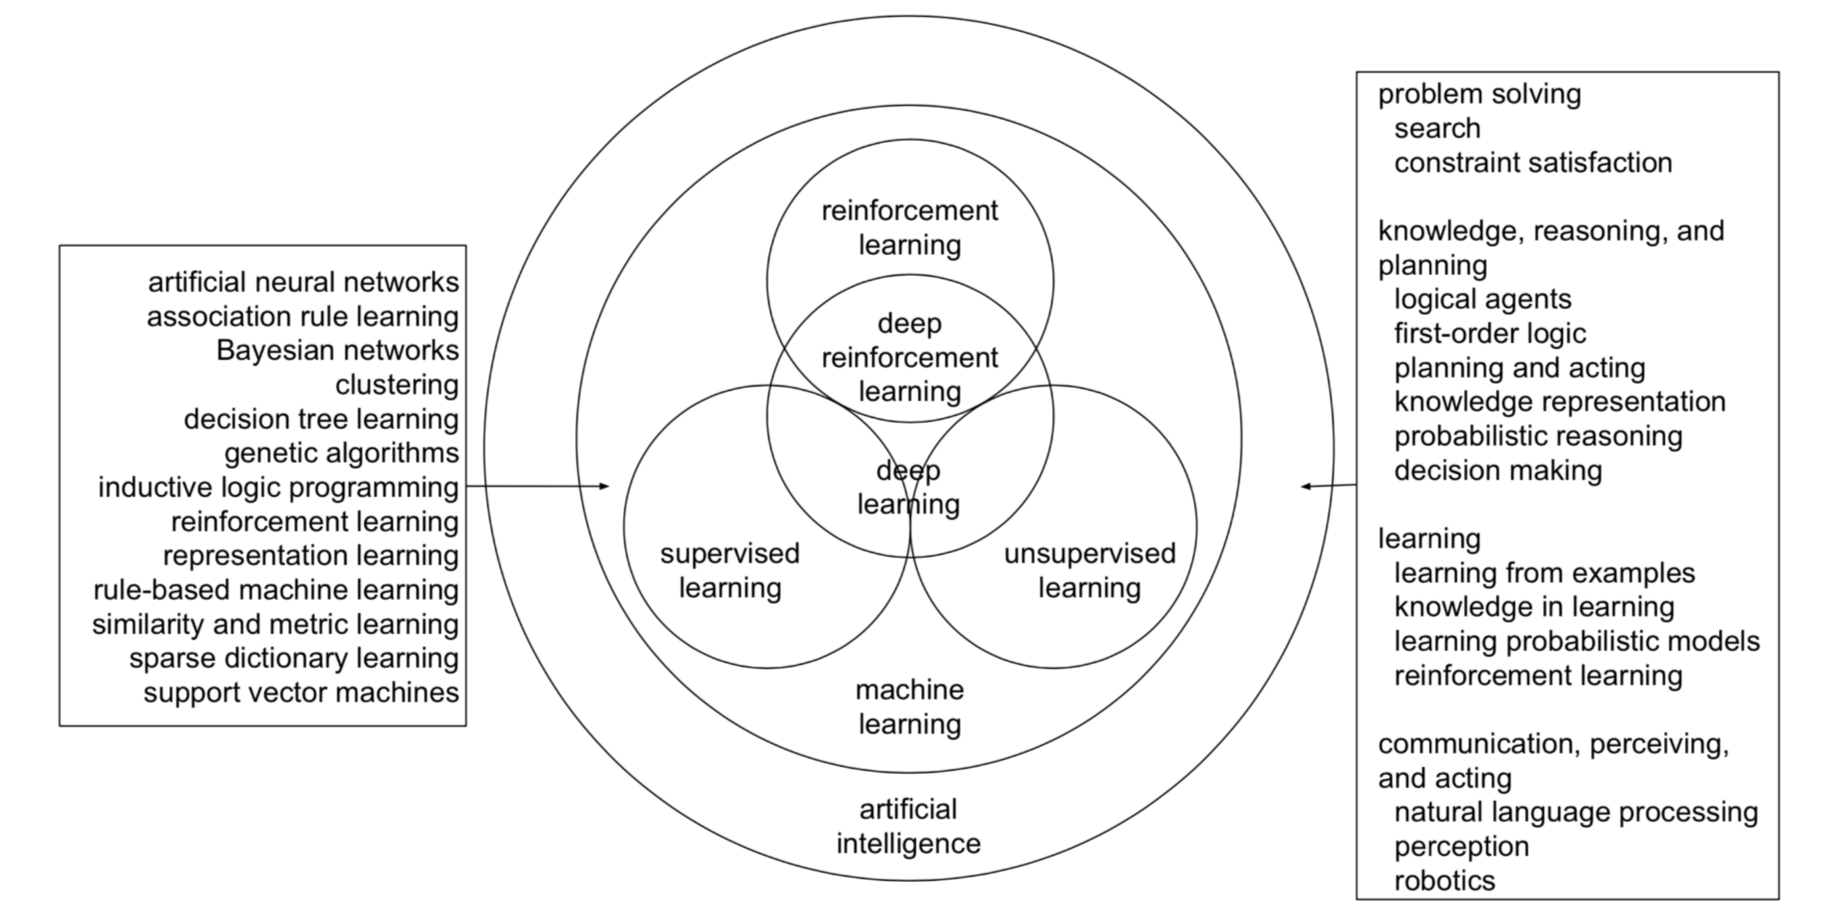 artificial neural networks
association rule learning
Bayesian networks
clustering
decision tree learning
genetic algorithms
inductive logic programming
reinforcement learning
representation learning
rule-based machine learning
similarity and metric learning
sparse dictionary learning
support vector machines
reinforcement
learning
deep
reinforcement
learning
deep
learning
supervised
learning
unsupervised
learning
machine
learning
artificial
intelligence
problem solving
search
constraint satisfaction
knowledge, reasoning, and
planning
logical agents
first-order logic
planning and acting
knowledge representation
probabilistic reasoning
decision making
learning
learning from examples
knowledge in learning
learning probabilistic models
reinforcement learning
communication, perceiving,
and acting
natural language processing
perception
robotics